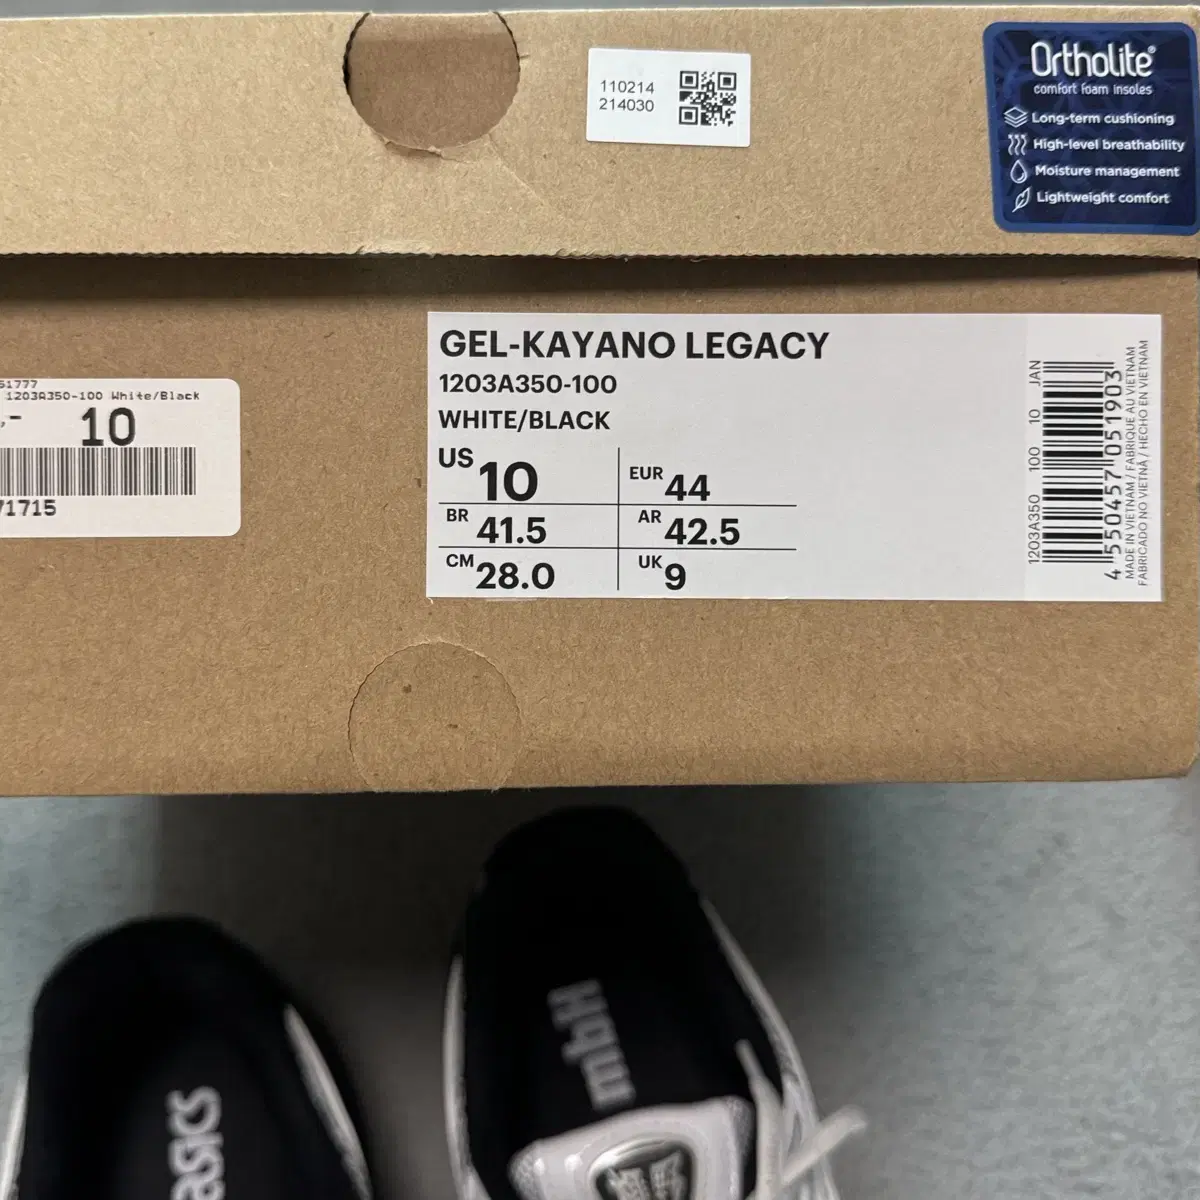 110214
214030
Ortholite®
comfort foam insoles
Long-term cushioning
High-level breathability
Moisture management
Lightweight comfort
GEL-KAYANO LEGACY
1203A350-100
WHITE/BLACK
US 10
EUR 44
BR 41.5
AR 42.5
CM 28.0
UK 9
1203A350 100 10 JAN
4 550457 051903
MADE IN VIETNAM / FABRIQUE AU VIETNAM
FABRICADO NO VIETNÃ / HECHO EN VIETNAM
51777
1203A350-100 White/Black
,-
10
71715
mbH
asics